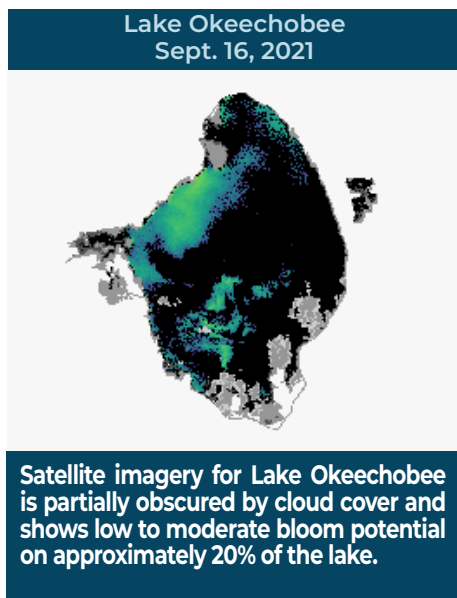 Lake Okeechobee
Sept. 16, 2021
Satellite imagery for Lake Okeechobee
is partially obscured by cloud cover and
shows low to moderate bloom potential
on approximately 20% of the lake.